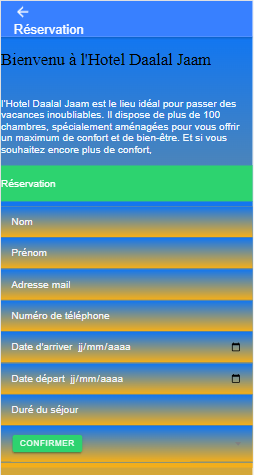 Réservation
Bienvenu à l'Hotel Daalal Jaam
l'Hotel Daalal Jaam est le lieu idéal pour passer des
vacances inoubliables. Il dispose de plus de 100
chambres, spécialement aménagées pour vous offrir
un maximum de confort et de bien-être. Et si vous
souhaitez encore plus de confort,
Réservation
Nom
Prénom
Adresse mail
Numéro de téléphone
Date d'arriver jj/mm/aaaa
Date départ jj/mm/aaaa
Duré du séjour
CONFIRMER